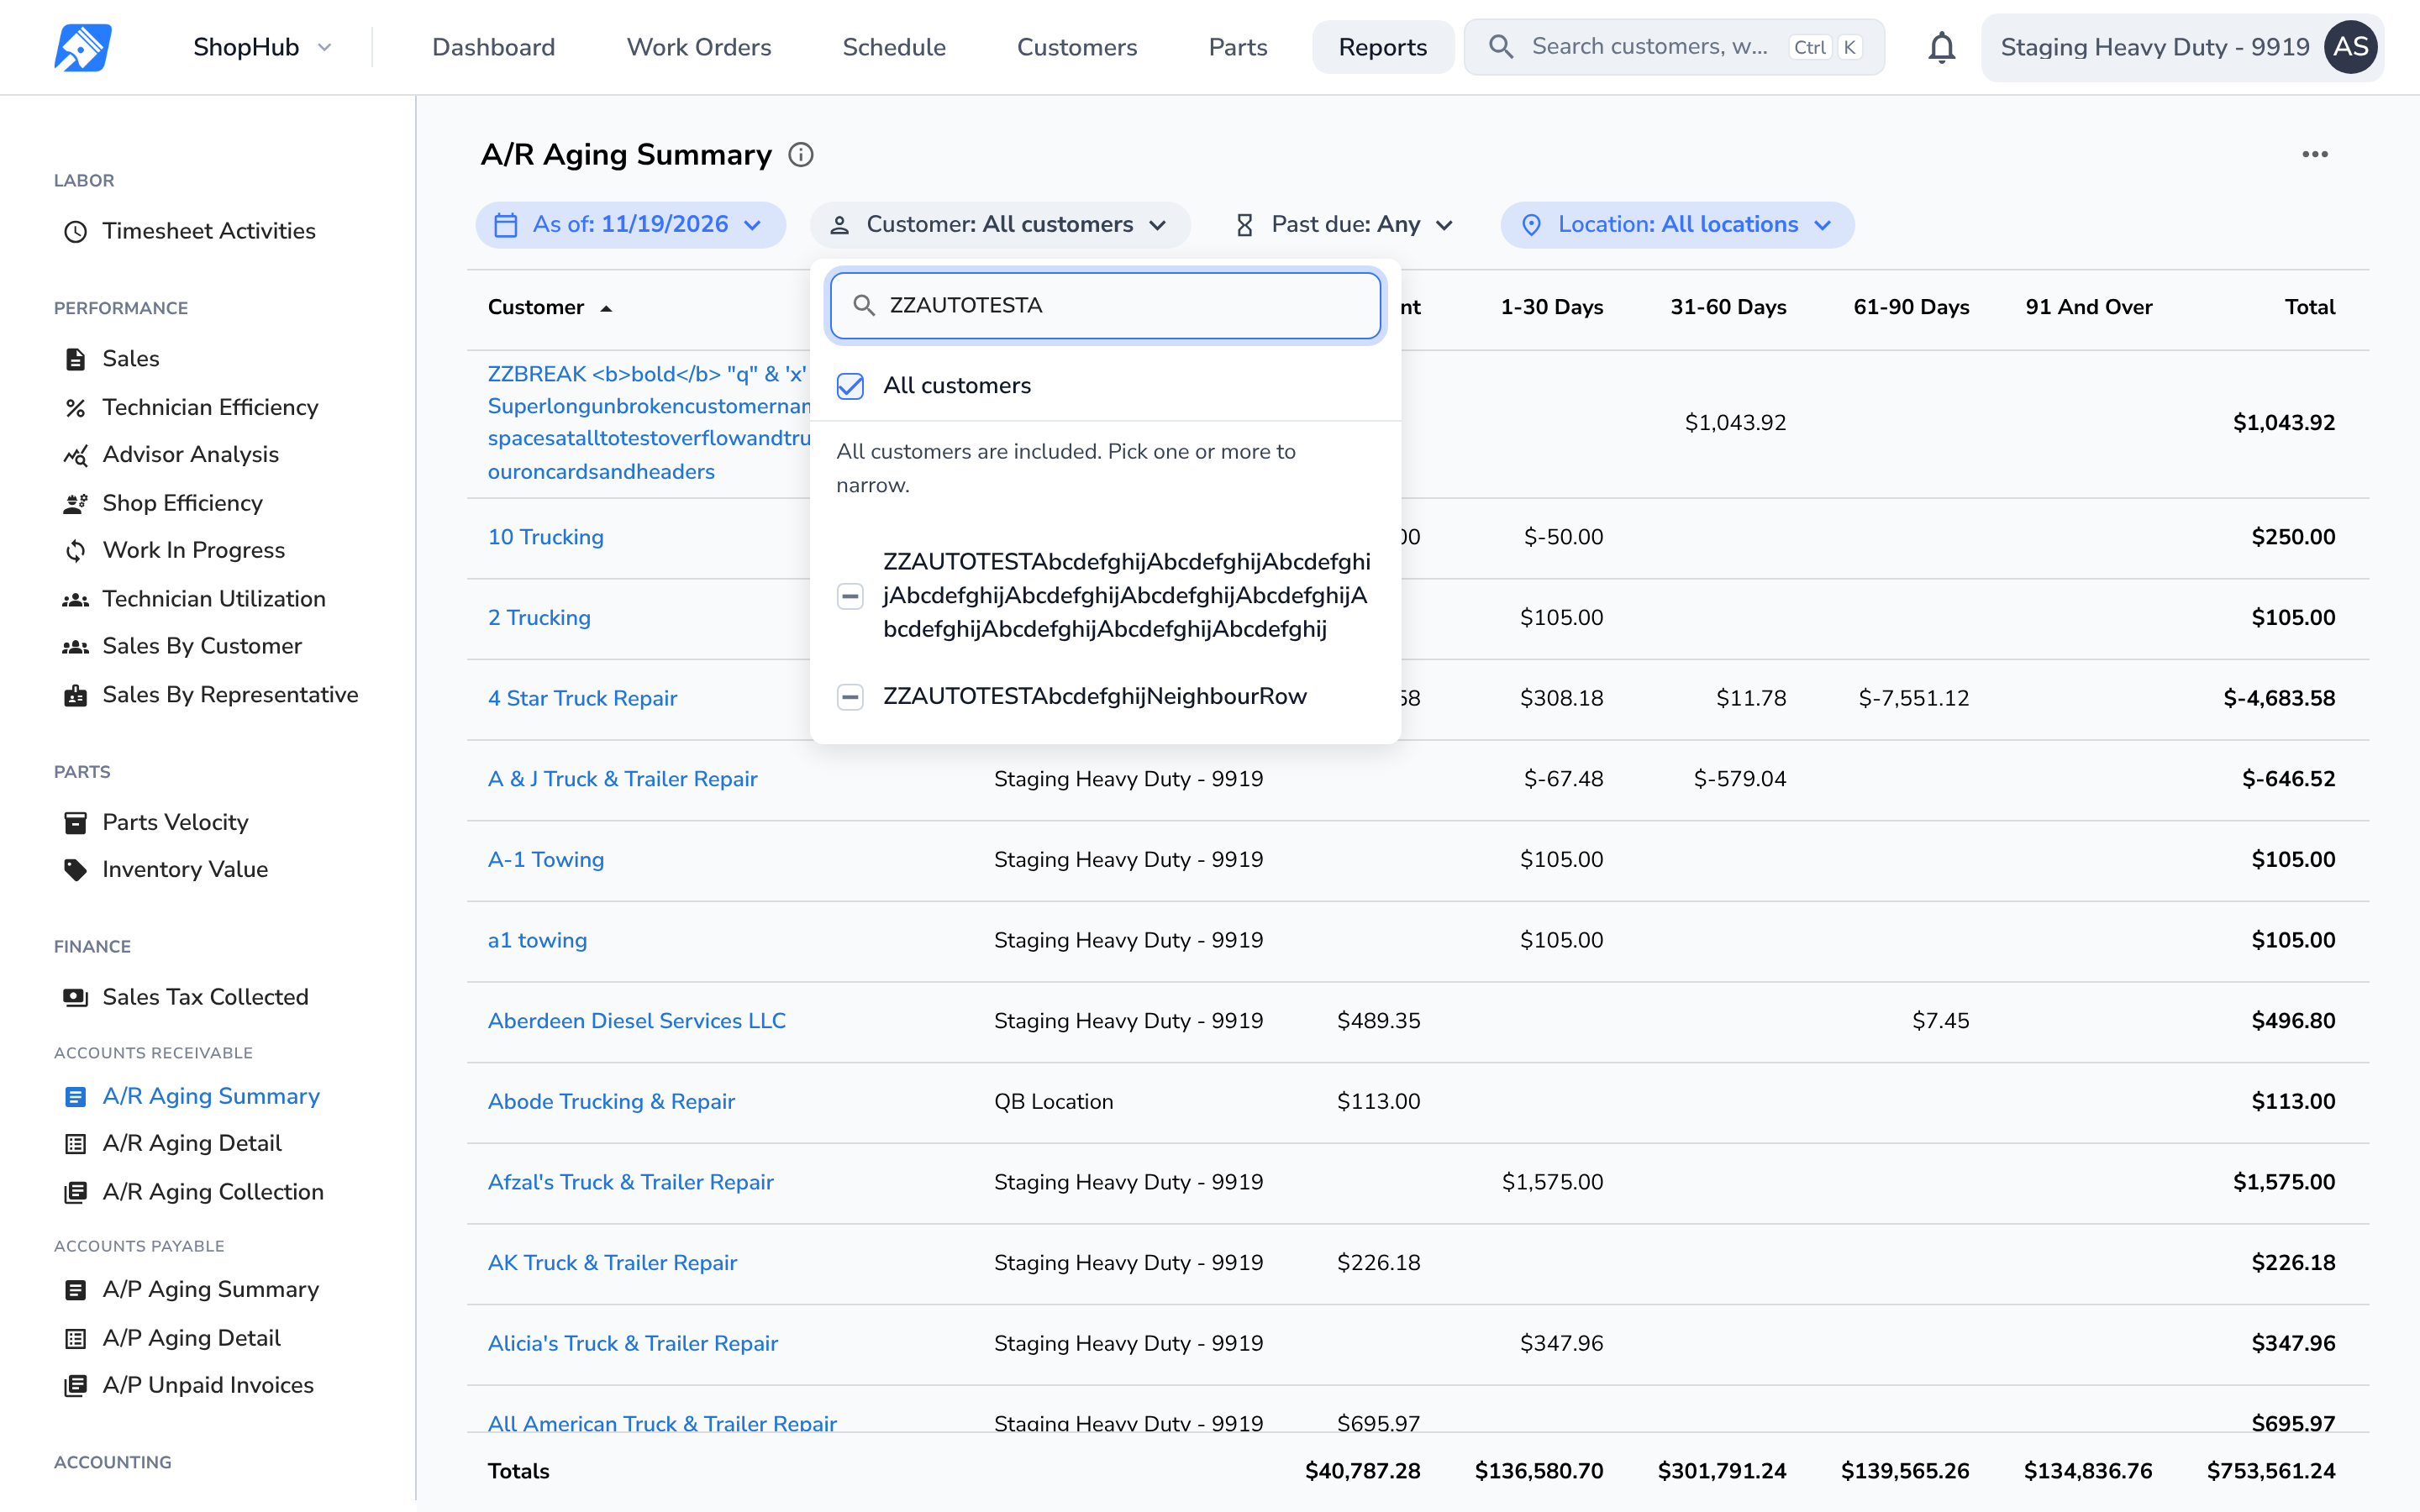 ShopHub
Dashboard
Work Orders
Schedule
Customers
Parts
Reports
Search customers, w...
Ctrl K
Staging Heavy Duty - 9919
AS
LABOR
Timesheet Activities
PERFORMANCE
Sales
Technician Efficiency
Advisor Analysis
Shop Efficiency
Work In Progress
Technician Utilization
Sales By Customer
Sales By Representative
PARTS
Parts Velocity
Inventory Value
FINANCE
Sales Tax Collected
ACCOUNTS RECEIVABLE
A/R Aging Summary
A/R Aging Detail
A/R Aging Collection
ACCOUNTS PAYABLE
A/P Aging Summary
A/P Aging Detail
A/P Unpaid Invoices
ACCOUNTING
A/R Aging Summary
As of: 11/19/2026
Customer: All customers
Past due: Any
Location: All locations
ZZAUTOTESTA
All customers
All customers are included. Pick one or more to
narrow.
ZZAUTOTESTAbcdefghijAbcdefghijAbcdefghi
jAbcdefghijAbcdefghijAbcdefghijAbcdefghijA
bcdefghijAbcdefghijAbcdefghijAbcdefghij
ZZAUTOTESTAbcdefghijNeighbourRow
Customer nt 1-30 Days 31-60 Days 61-90 Days 91 And Over Total
ZZBREAK <b>bold</b> "q" & 'x'
Superlongunbrokencustomernam
spacesatalltotestoverflowandtru
ouroncardsandheaders
$1,043.92 $1,043.92
10 Trucking 00 $-50.00 $250.00
2 Trucking $105.00 $105.00
4 Star Truck Repair 58 $308.18 $11.78 $-7,551.12 $-4,683.58
A & J Truck & Trailer Repair Staging Heavy Duty - 9919 $-67.48 $-579.04 $-646.52
A-1 Towing Staging Heavy Duty - 9919 $105.00 $105.00
a1 towing Staging Heavy Duty - 9919 $105.00 $105.00
Aberdeen Diesel Services LLC Staging Heavy Duty - 9919 $489.35 $7.45 $496.80
Abode Trucking & Repair QB Location $113.00 $113.00
Afzal's Truck & Trailer Repair Staging Heavy Duty - 9919 $1,575.00 $1,575.00
AK Truck & Trailer Repair Staging Heavy Duty - 9919 $226.18 $226.18
Alicia's Truck & Trailer Repair Staging Heavy Duty - 9919 $347.96 $347.96
All American Truck & Trailer Repair Staging Heavy Duty - 9919 $695.97 $695.97
Totals $40,787.28 $136,580.70 $301,791.24 $139,565.26 $134,836.76 $753,561.24